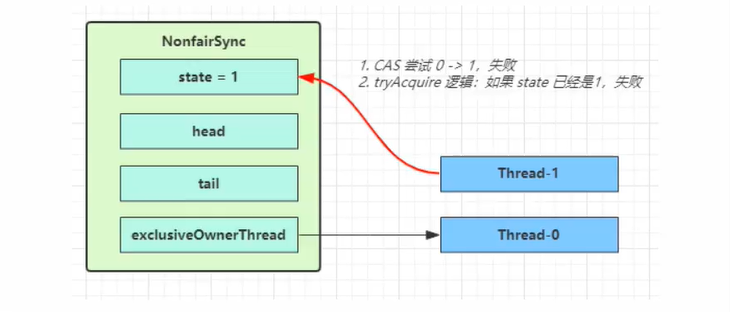 NonfairSync
state = 1
1. CAS 尝试 0 -> 1，失败
2. tryAcquire 逻辑：如果 state 已经是1，失败
head
tail
Thread-1
exclusiveOwnerThread
Thread-0